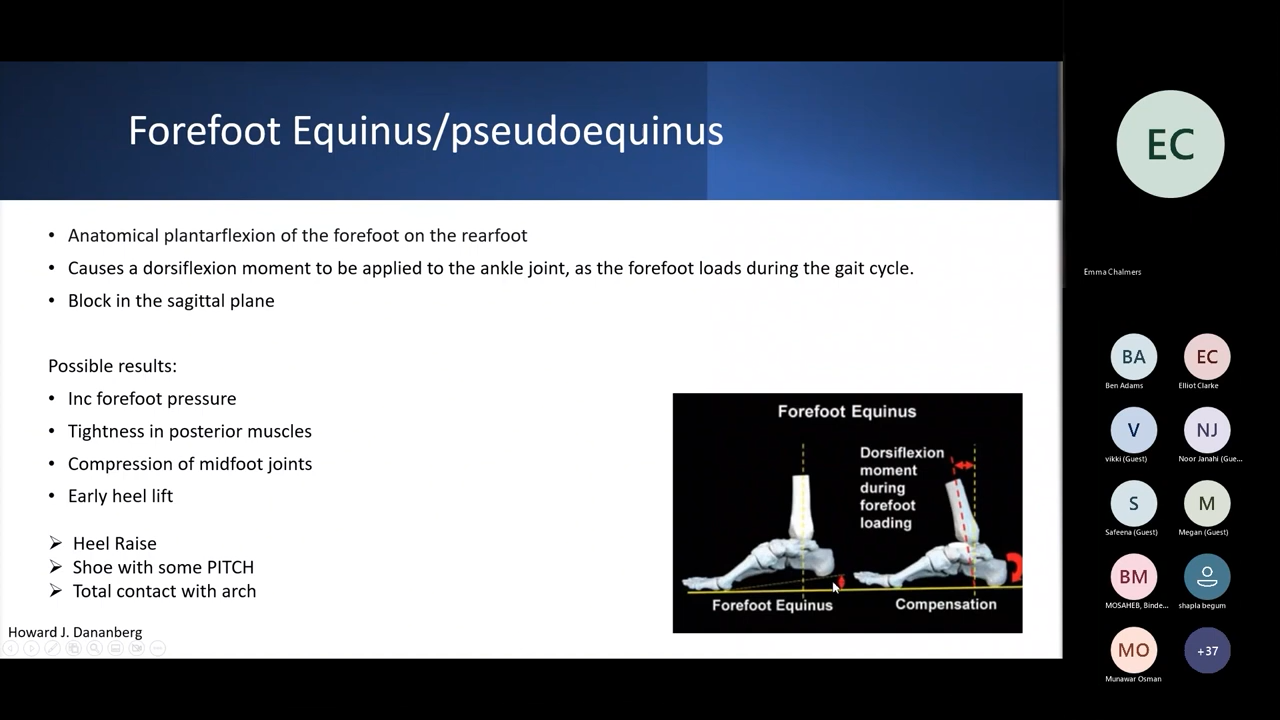 Forefoot Equinus/pseudoequinus
• Anatomical plantarflexion of the forefoot on the rearfoot
• Causes a dorsiflexion moment to be applied to the ankle joint, as the forefoot loads during the gait cycle.
• Block in the sagittal plane
Possible results:
• Inc forefoot pressure
• Tightness in posterior muscles
• Compression of midfoot joints
• Early heel lift
➢ Heel Raise
➢ Shoe with some PITCH
➢ Total contact with arch
Howard J. Dananberg
Forefoot Equinus
Dorsiflexion
moment
during
forefoot
loading
Forefoot Equinus
Compensation
EC
Emma Chalmers
BA
Ben Adams
EC
Elliot Clarke
V
vikki (Guest)
NJ
Noor Janahi (Gue...
S
Safeena (Guest)
M
Megan (Guest)
BM
MOSAHEB, Binde...
shapla begum
MO
Munawar Osman
+37